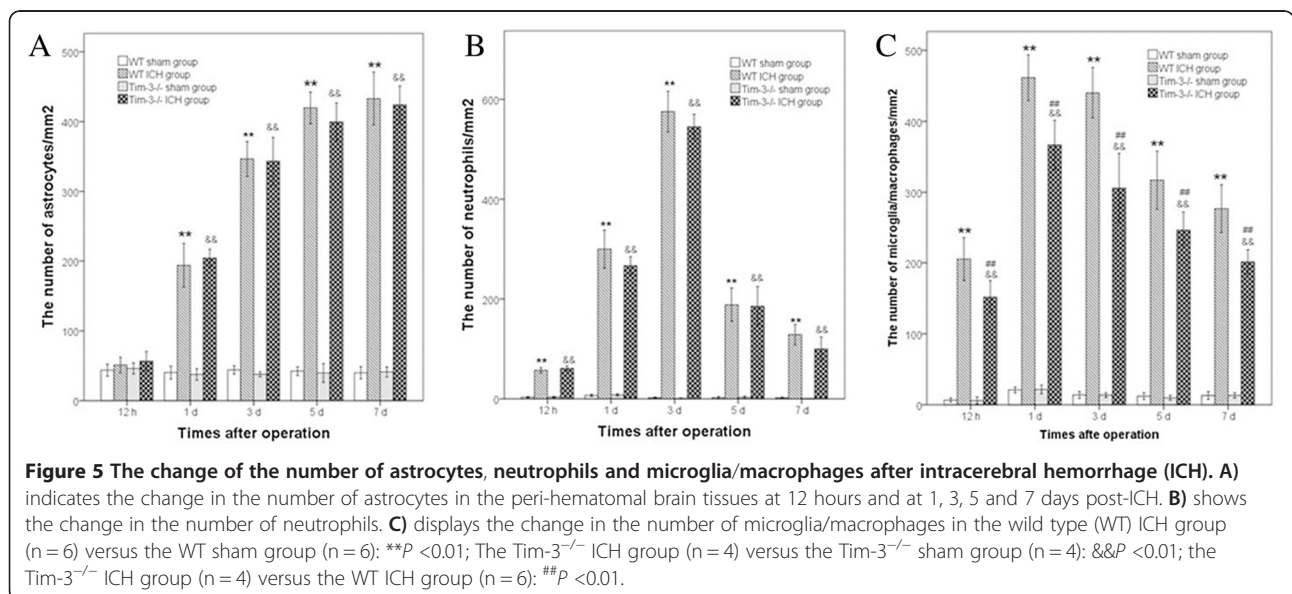 A
B
C
500
400
300
200
100
0
The number of astrocytes/mm2
WT sham group
WT ICH group
Tim-3-/- sham group
Tim-3-/- ICH group
**
&&
**
&&
**
&&
**
&&
12 h
1 d
3 d
5 d
7 d
Times after operation
600
400
200
0
The number of neutrophils/mm2
WT sham group
WT ICH group
Tim-3-/- sham group
Tim-3-/- ICH group
**
&&
**
&&
**
&&
**
&&
**
&&
12 h
1 d
3 d
5 d
7 d
Times after operation
500
400
300
200
100
0
The number of microglia/macrophages/mm2
WT sham group
WT ICH group
Tim-3-/- sham group
Tim-3-/- ICH group
**
##
&&
**
##
&&
**
##
&&
**
##
&&
**
##
&&
12 h
1 d
3 d
5 d
7 d
Times afte operation
Figure 5 The change of the number of astrocytes, neutrophils and microglia/macrophages after intracerebral hemorrhage (ICH). A)
indicates the change in the number of astrocytes in the peri-hematomal brain tissues at 12 hours and at 1, 3, 5 and 7 days post-ICH. B) shows
the change in the number of neutrophils. C) displays the change in the number of microglia/macrophages in the wild type (WT) ICH group
(n = 6) versus the WT sham group (n = 6): **P <0.01; The Tim-3−/− ICH group (n = 4) versus the Tim-3−/− sham group (n = 4): &&P <0.01; the
Tim-3−/− ICH group (n = 4) versus the WT ICH group (n = 6): ##P <0.01.